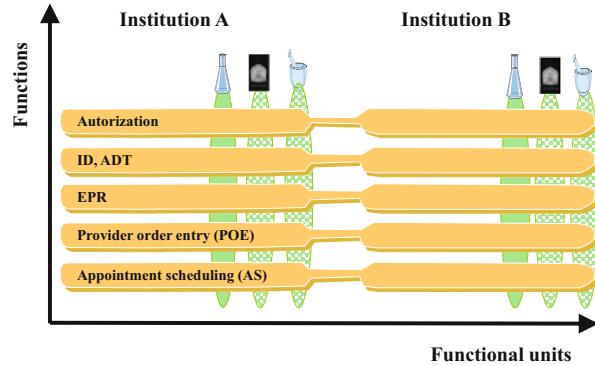 Institution A
Institution B
Functions
Autorization
ID, ADT
EPR
Provider order entry (POE)
Appointment scheduling (AS)
Functional units